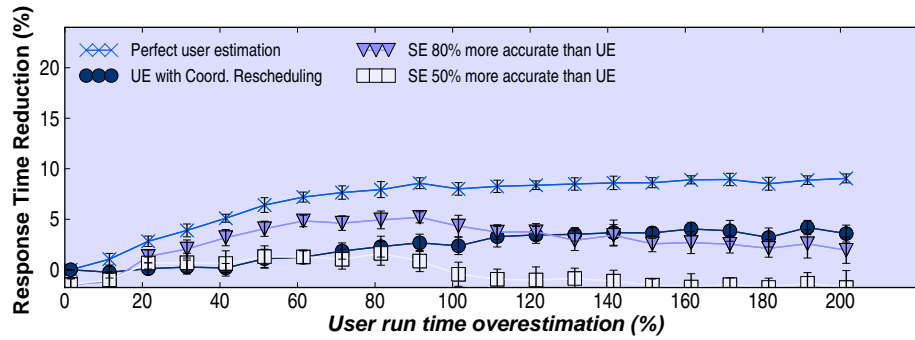 Response Time Reduction (%)
20
15
10
5
0
Perfect user estimation
UE with Coord. Rescheduling
SE 80% more accurate than UE
SE 50% more accurate than UE
0 20 40 60 80 100 120 140 160 180 200
User run time overestimation (%)